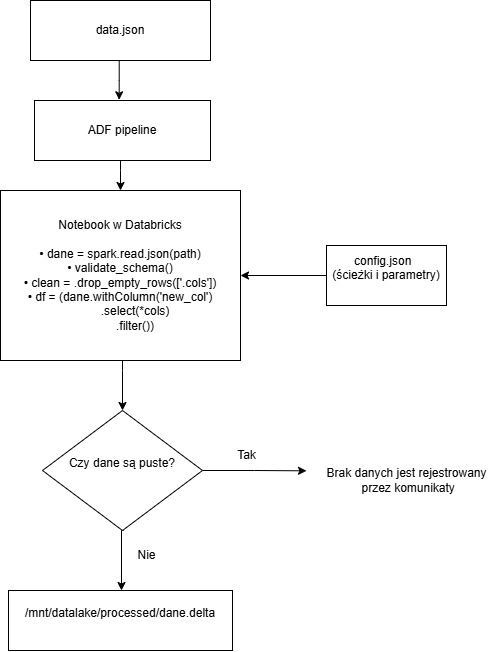 data.json
ADF pipeline
Notebook w Databricks
• dane = spark.read.json(path)
• validate_schema()
• clean = .drop_empty_rows(['.cols'])
• df = (dane.withColumn('new_col')
.select(*cols)
.filter())
config.json
(ścieźki i parametry)
Czy dane są puste?
Tak
Brak danych jest rejestrowany
przez komunikaty
Nie
/mnt/datalake/processed/dane.delta